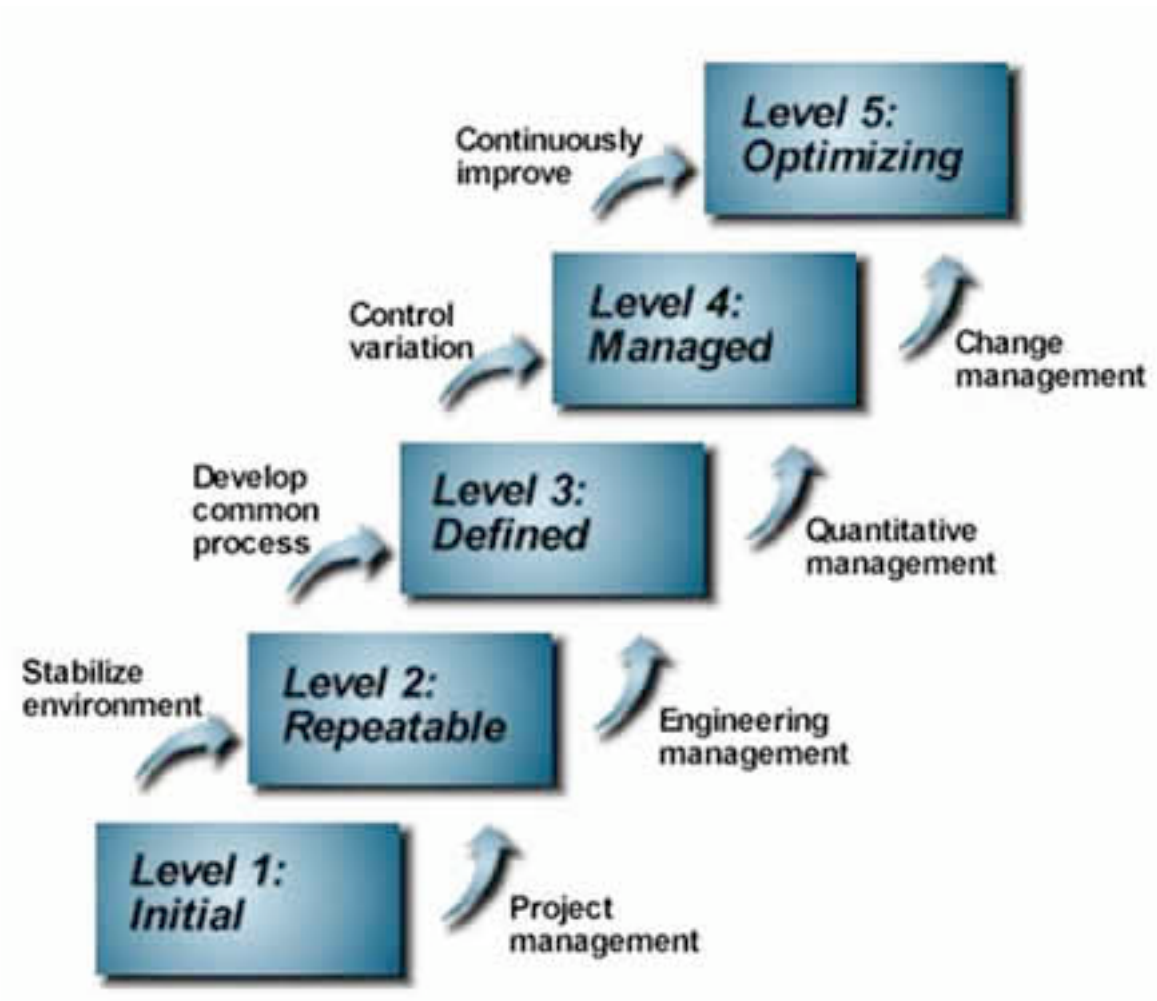 Level 5:
Optimizing
Continuously
improve
Level 4:
Managed
Control
variation
Change
management
Level 3:
Defined
Develop
common
process
Quantitative
management
Level 2:
Repeatable
Stabilize
environment
Engineering
management
Level 1:
Initial
Project
management